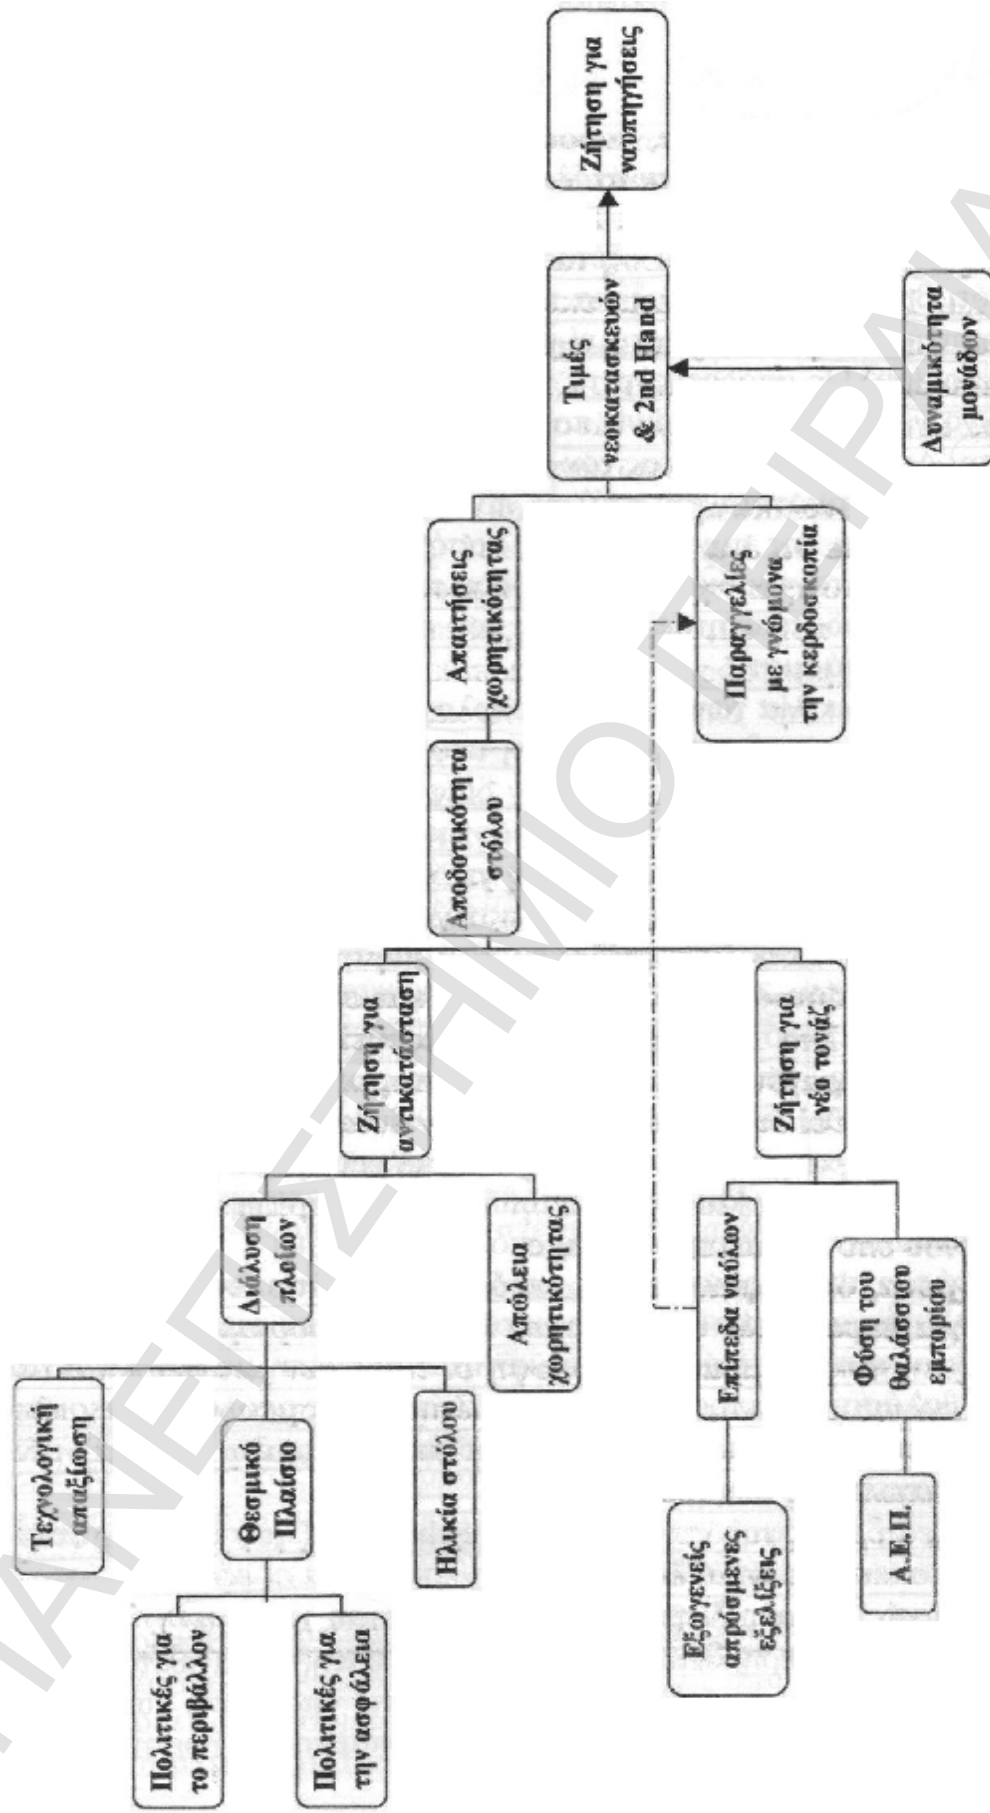 Πολιτικές για
το περιβάλλον
Πολιτικές για
την ασφάλεια
Τεχνολογική
απαξίωση
Θεσμικό
Πλαίσιο
Ηλικία στόλου
Διάλυση
πλοίων
Απώλεια
χωρητικότητας
Ζήτηση για
αντικατάσταση
Εξωγενείς
απρόσμενες
εξελίξεις
Α.Ε.Π.
Επίπεδα ναύλων
Φύση του
θαλάσσιου
εμπορίου
Ζήτηση για
νέο τονάζ
Αποδοτικότητα
στόλου
Απαιτήσεις
χωρητικότητας
Παραγγελίες
με γνώμονα
την κερδοσκοπία
Τιμές
νεοκατασκευών
& 2nd Hand
Δυναμικότητα
μονάδων
Ζήτηση για
ναυπηγήσεις
ΠΑΝΕΠΙΣΤΗΜΙΟ ΠΕΙΡΑΙ